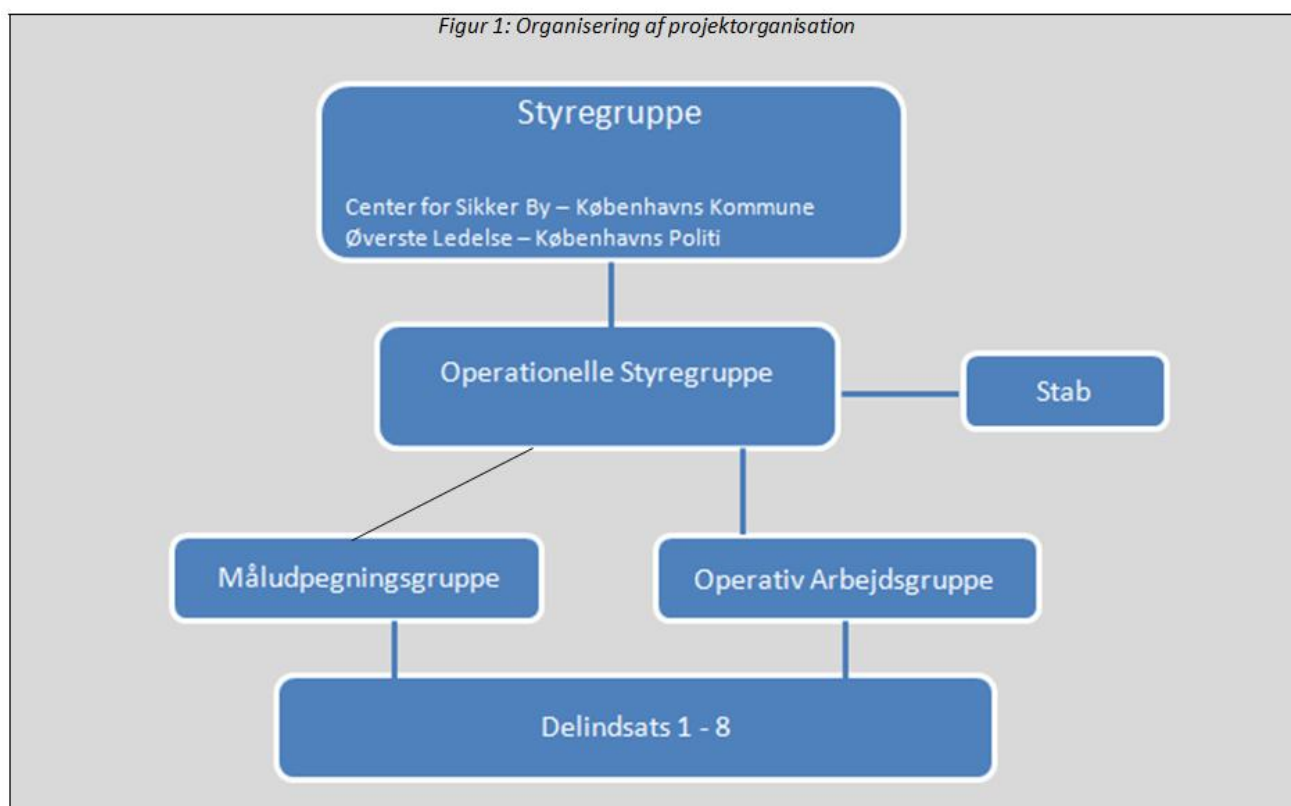 Figur 1: Organisering af projektorganisation
Styregruppe
Center for Sikker By – Københavns Kommune
Øverste Ledelse – Københavns Politi
Operationelle Styregruppe
Stab
Måludpegningsgruppe
Operativ Arbejdsgruppe
Delindsats 1 - 8